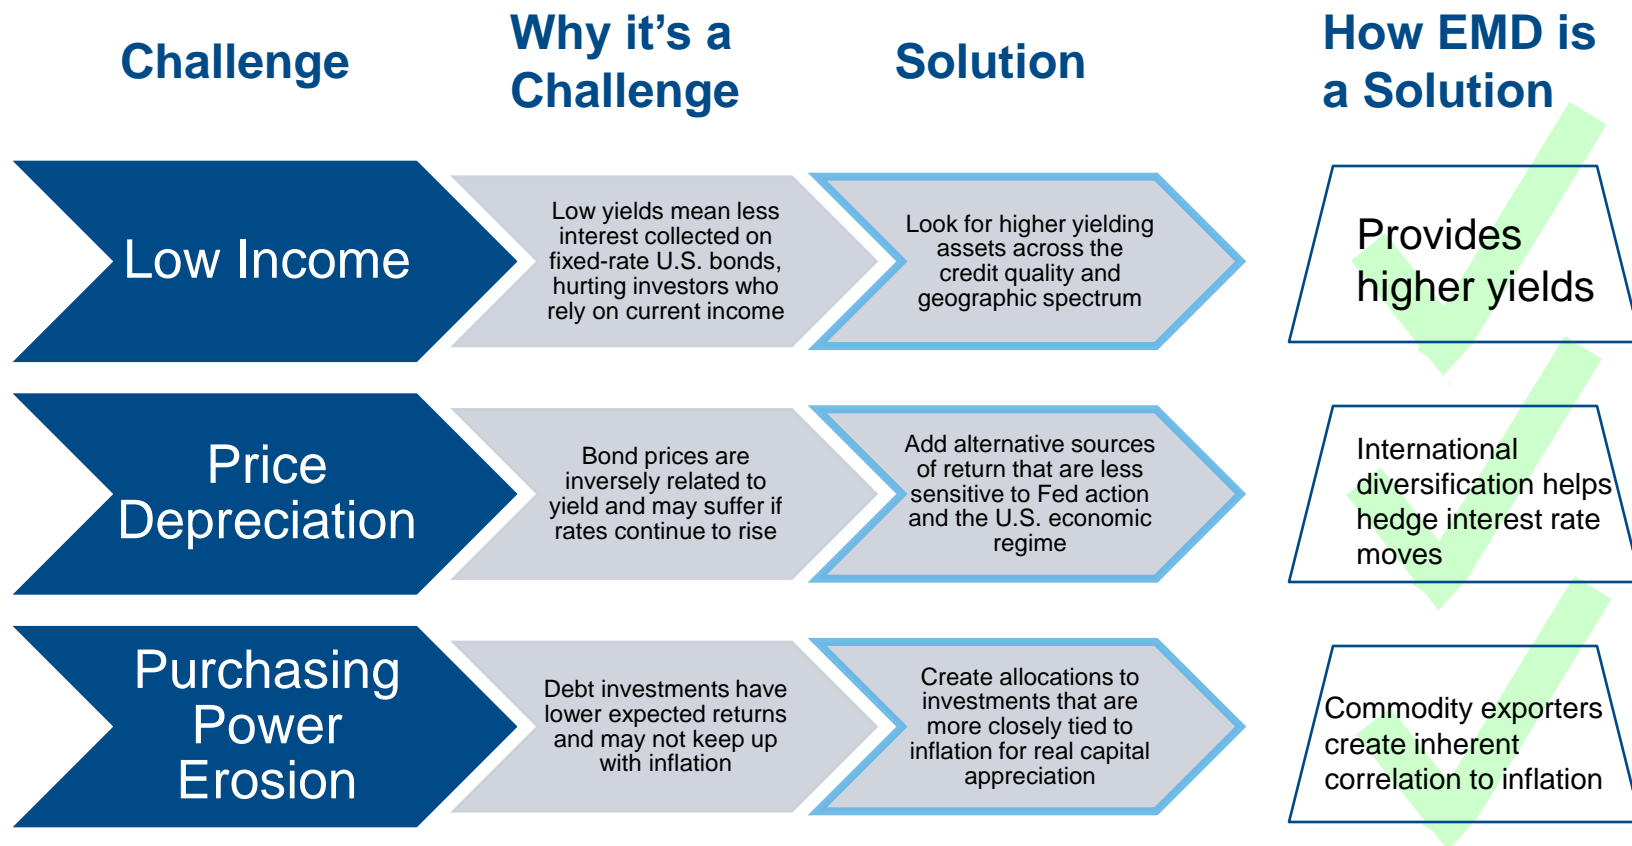 Challenge
Why it's a
Challenge
Solution
How EMD is
a Solution
Low Income
Low yields mean less
interest collected on
fixed-rate U.S. bonds,
hurting investors who
rely on current income
Look for higher yielding
assets across the
credit quality and
geographic spectrum
Provides
higher yields
Price
Depreciation
Bond prices are
inversely related to
yield and may suffer if
rates continue to rise
Add alternative sources
of return that are less
sensitive to Fed action
and the U.S. economic
regime
International
diversification helps
hedge interest rate
moves
Purchasing
Power
Erosion
Debt investments have
lower expected returns
and may not keep up
with inflation
Create allocations to
investments that are
more closely tied to
inflation for real capital
appreciation
Commodity exporters
create inherent
correlation to inflation